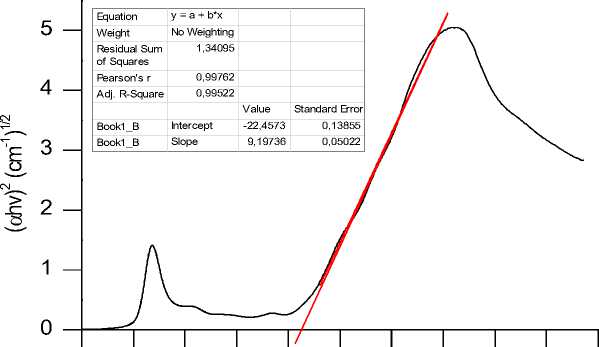 Equation y = a + b*x
Weight No Weighting
Residual Sum of Squares 1,34095
Pearson's r 0,99762
Adj. R-Square 0,99522
Value Standard Error
Book1_B Intercept -22,4573 0,13855
Book1_B Slope 9,19736 0,05022
5
4
3
2
1
0
(αhν)² (cm⁻¹)¹/²